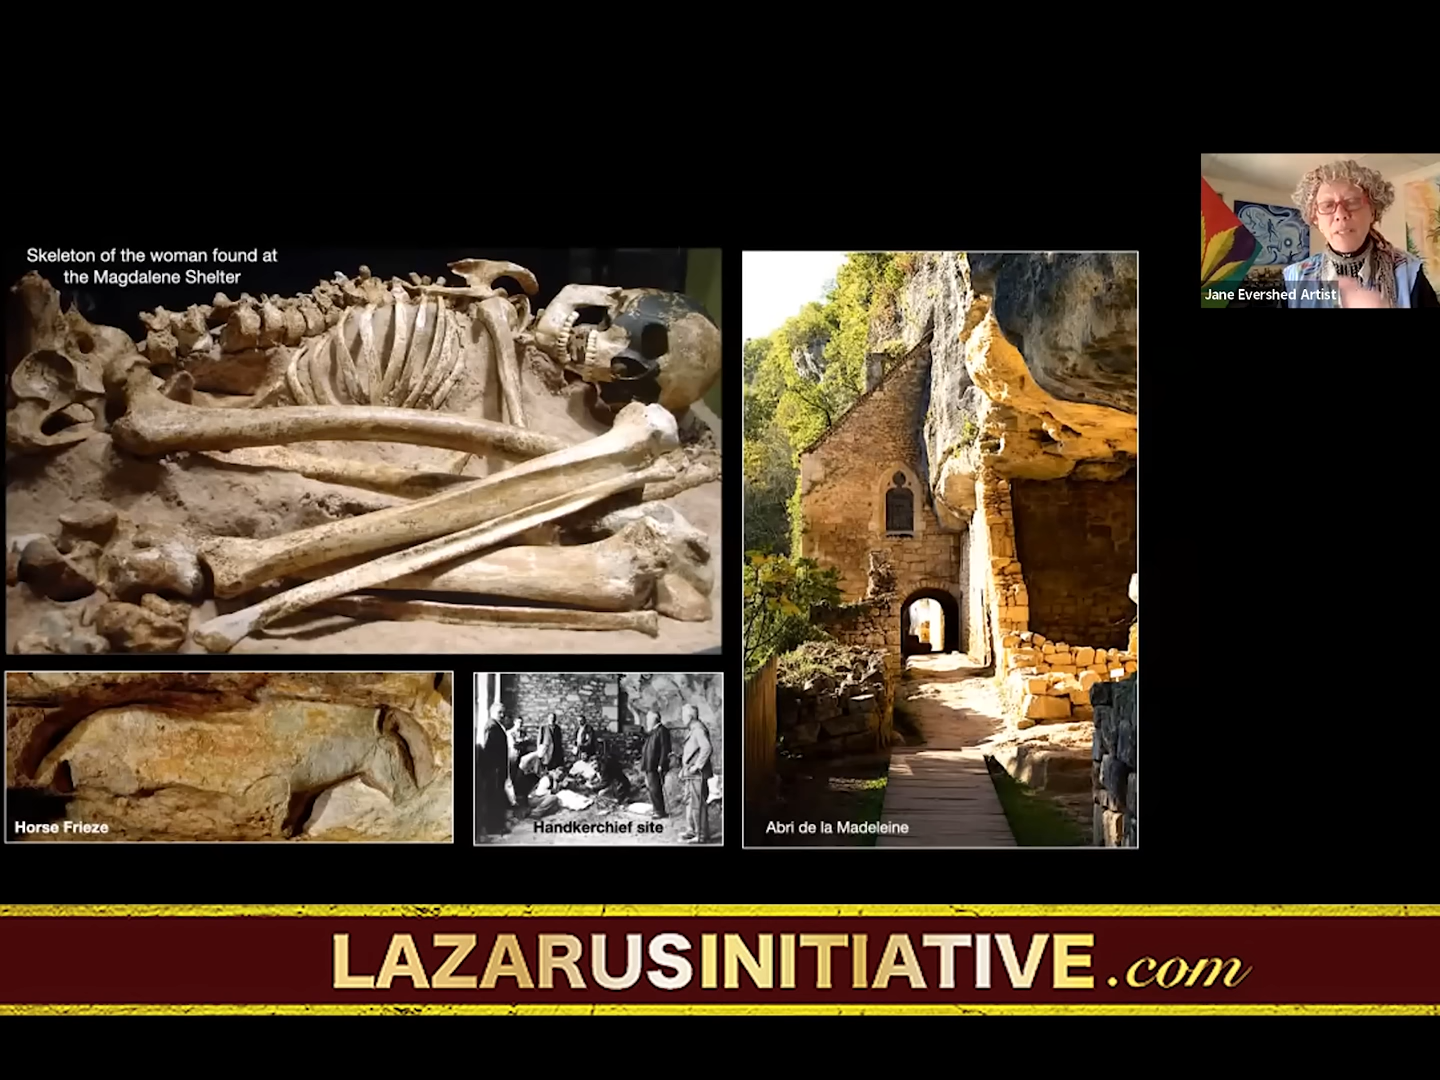 Skeleton of the woman found at
the Magdalene Shelter
Jane Evershed Artist
Horse Frieze
Handkerchief site
Abri de la Madeleine
LAZARUSINITIATIVE.com